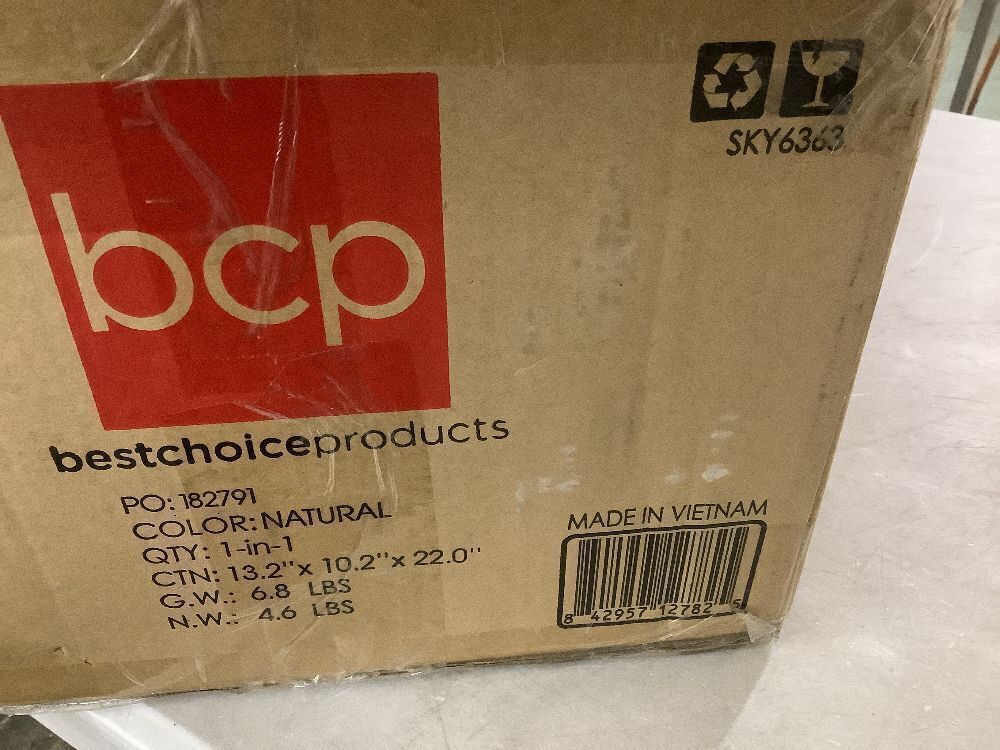 SKY6363
bcp
bestchoiceproducts
PO: 182791
COLOR: NATURAL
QTY: 1-in-1
CTN: 13.2"x 10.2"x 22.0"
G.W.: 6.8 LBS
N.W.: 4.6 LBS
MADE IN VIETNAM
8 42957 12782 5